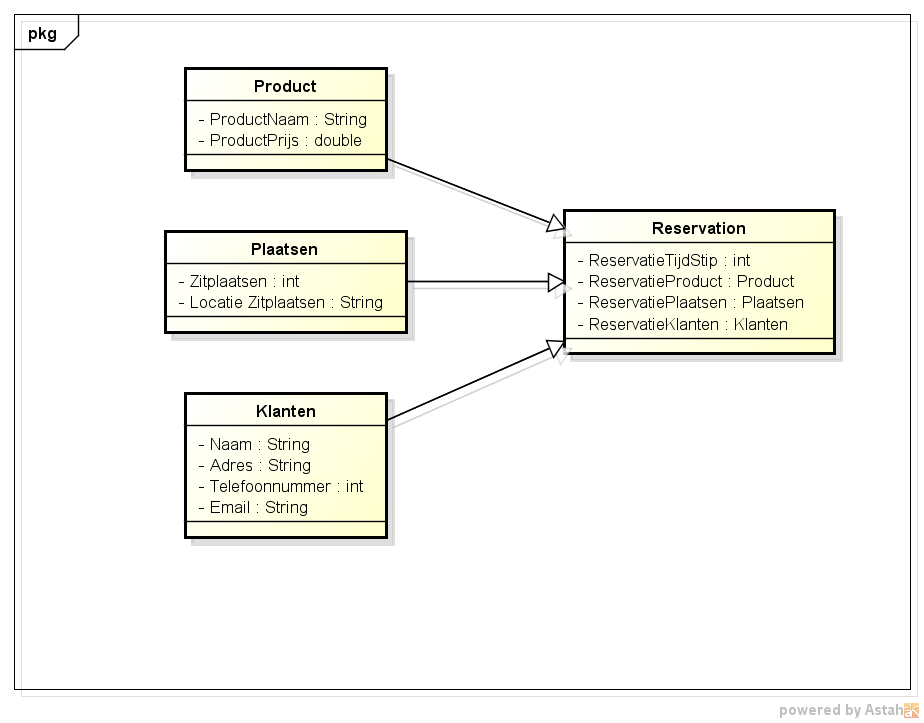 pkg
Product
- ProductNaam : String
- ProductPrijs : double
Plaatsen
- Zitplaatsen : int
- Locatie Zitplaatsen : String
Klanten
- Naam : String
- Adres : String
- Telefoonnummer : int
- Email : String
Reservation
- ReservatieTijdStip : int
- ReservatieProduct : Product
- ReservatiePlaatsen : Plaatsen
- ReservatieKlanten : Klanten
powered by Astah